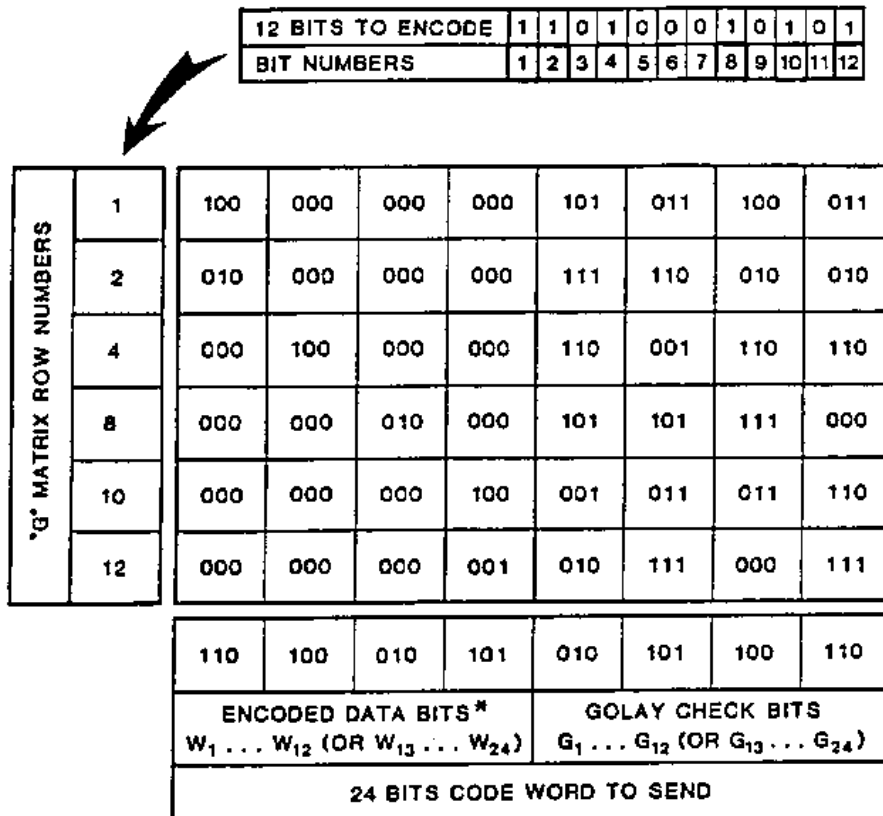 12 BITS TO ENCODE 1 1 0 1 0 0 0 1 0 1 0 1
BIT NUMBERS 1 2 3 4 5 6 7 8 9 10 11 12
"G" MATRIX ROW NUMBERS
1 100 000 000 000 101 011 100 011
2 010 000 000 000 111 110 010 010
4 000 100 000 000 110 001 110 110
8 000 000 010 000 101 101 111 000
10 000 000 000 100 001 011 011 110
12 000 000 000 001 010 111 000 111
110 100 010 101 010 101 100 110
ENCODED DATA BITS* GOLAY CHECK BITS
W1 . . . W12 (OR W13 . . . W24) G1 . . . G12 (OR G13 . . . G24)
24 BITS CODE WORD TO SEND